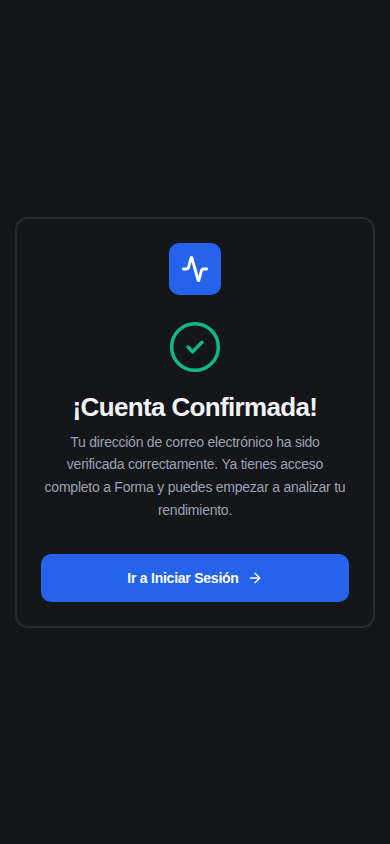 ¡Cuenta Confirmada!
Tu dirección de correo electrónico ha sido
verificada correctamente. Ya tienes acceso
completo a Forma y puedes empezar a analizar tu
rendimiento.
Ir a Iniciar Sesión